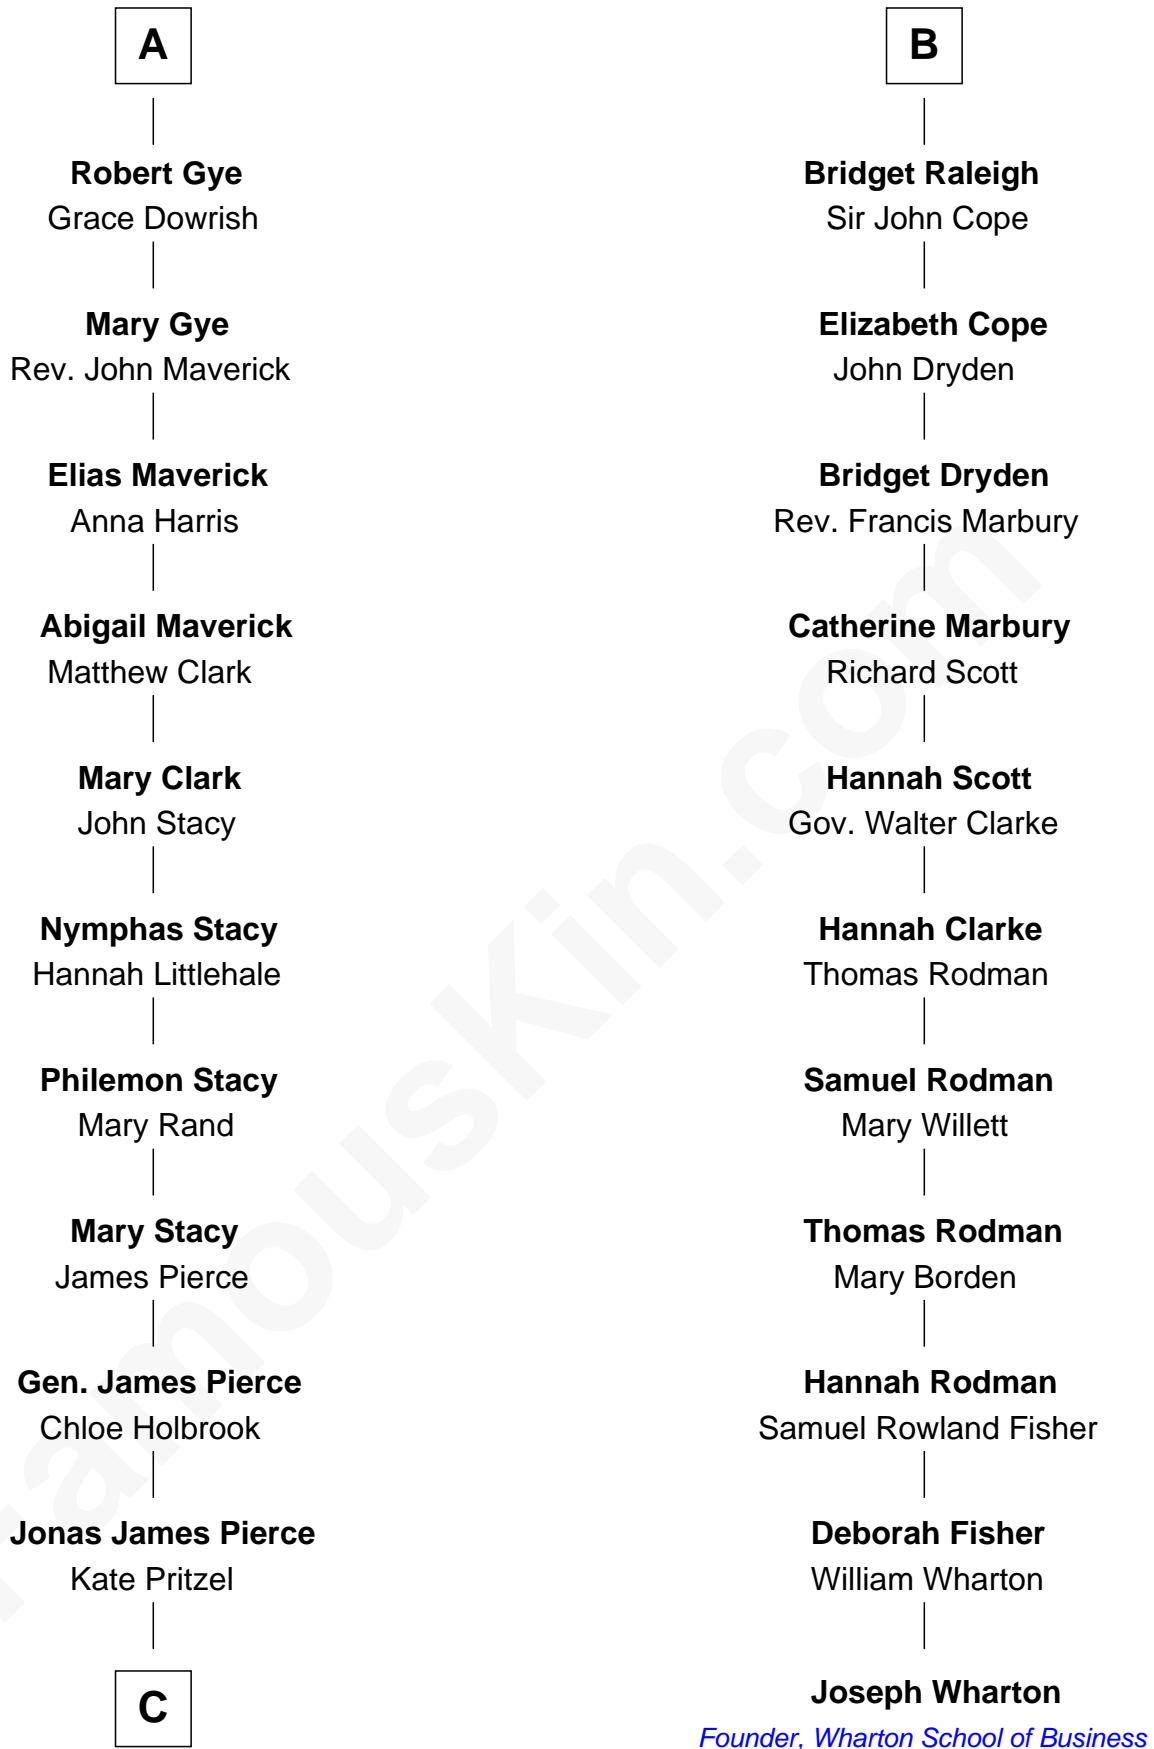 A
Robert Gye
Grace Dowrish
Mary Gye
Rev. John Maverick
Elias Maverick
Anna Harris
Abigail Maverick
Matthew Clark
Mary Clark
John Stacy
Nymphas Stacy
Hannah Littlehale
Philemon Stacy
Mary Rand
Mary Stacy
James Pierce
Gen. James Pierce
Chloe Holbrook
Jonas James Pierce
Kate Pritzel
C
B
Bridget Raleigh
Sir John Cope
Elizabeth Cope
John Dryden
Bridget Dryden
Rev. Francis Marbury
Catherine Marbury
Richard Scott
Hannah Scott
Gov. Walter Clarke
Hannah Clarke
Thomas Rodman
Samuel Rodman
Mary Willett
Thomas Rodman
Mary Borden
Hannah Rodman
Samuel Rowland Fisher
Deborah Fisher
William Wharton
Joseph Wharton
Founder, Wharton School of Business
FamousKin.com